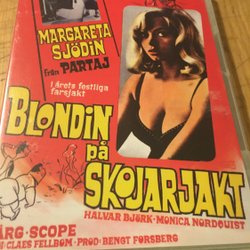 MARGARETA
SJÖDIN
från PARTAJ
i årets festliga
farsjakt
BLONDIN
på
SKOJARJAKT
HALVAR BJÖRK · MONICA NORDQUIST
ÄRG · SCOPE
CLAES FELLBOM · PROD: BENGT FORSBERG